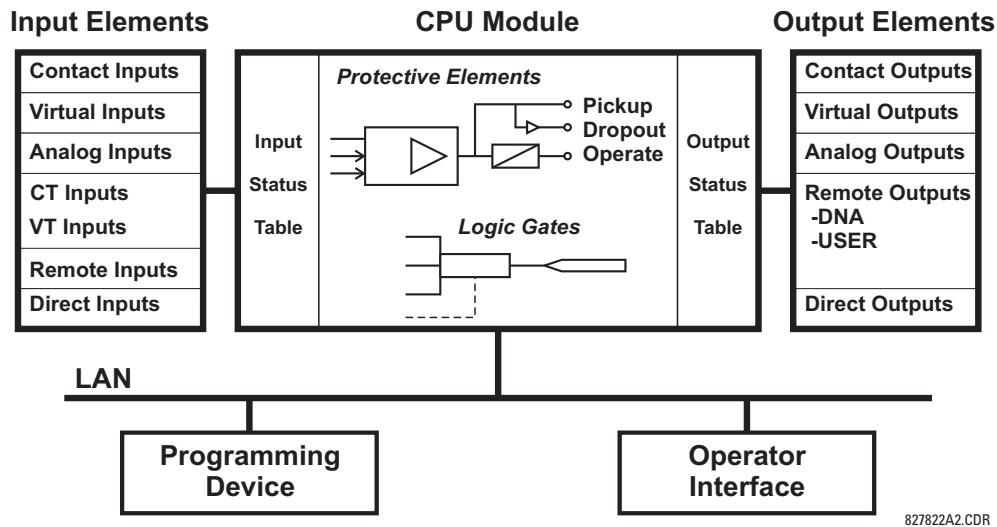 Input Elements
CPU Module
Output Elements
Contact Inputs
Virtual Inputs
Analog Inputs
CT Inputs
VT Inputs
Remote Inputs
Direct Inputs
Input
Status
Table
Protective Elements
Pickup
Dropout
Operate
Logic Gates
Output
Status
Table
Contact Outputs
Virtual Outputs
Analog Outputs
Remote Outputs
-DNA
-USER
Direct Outputs
LAN
Programming
Device
Operator
Interface
827822A2.CDR